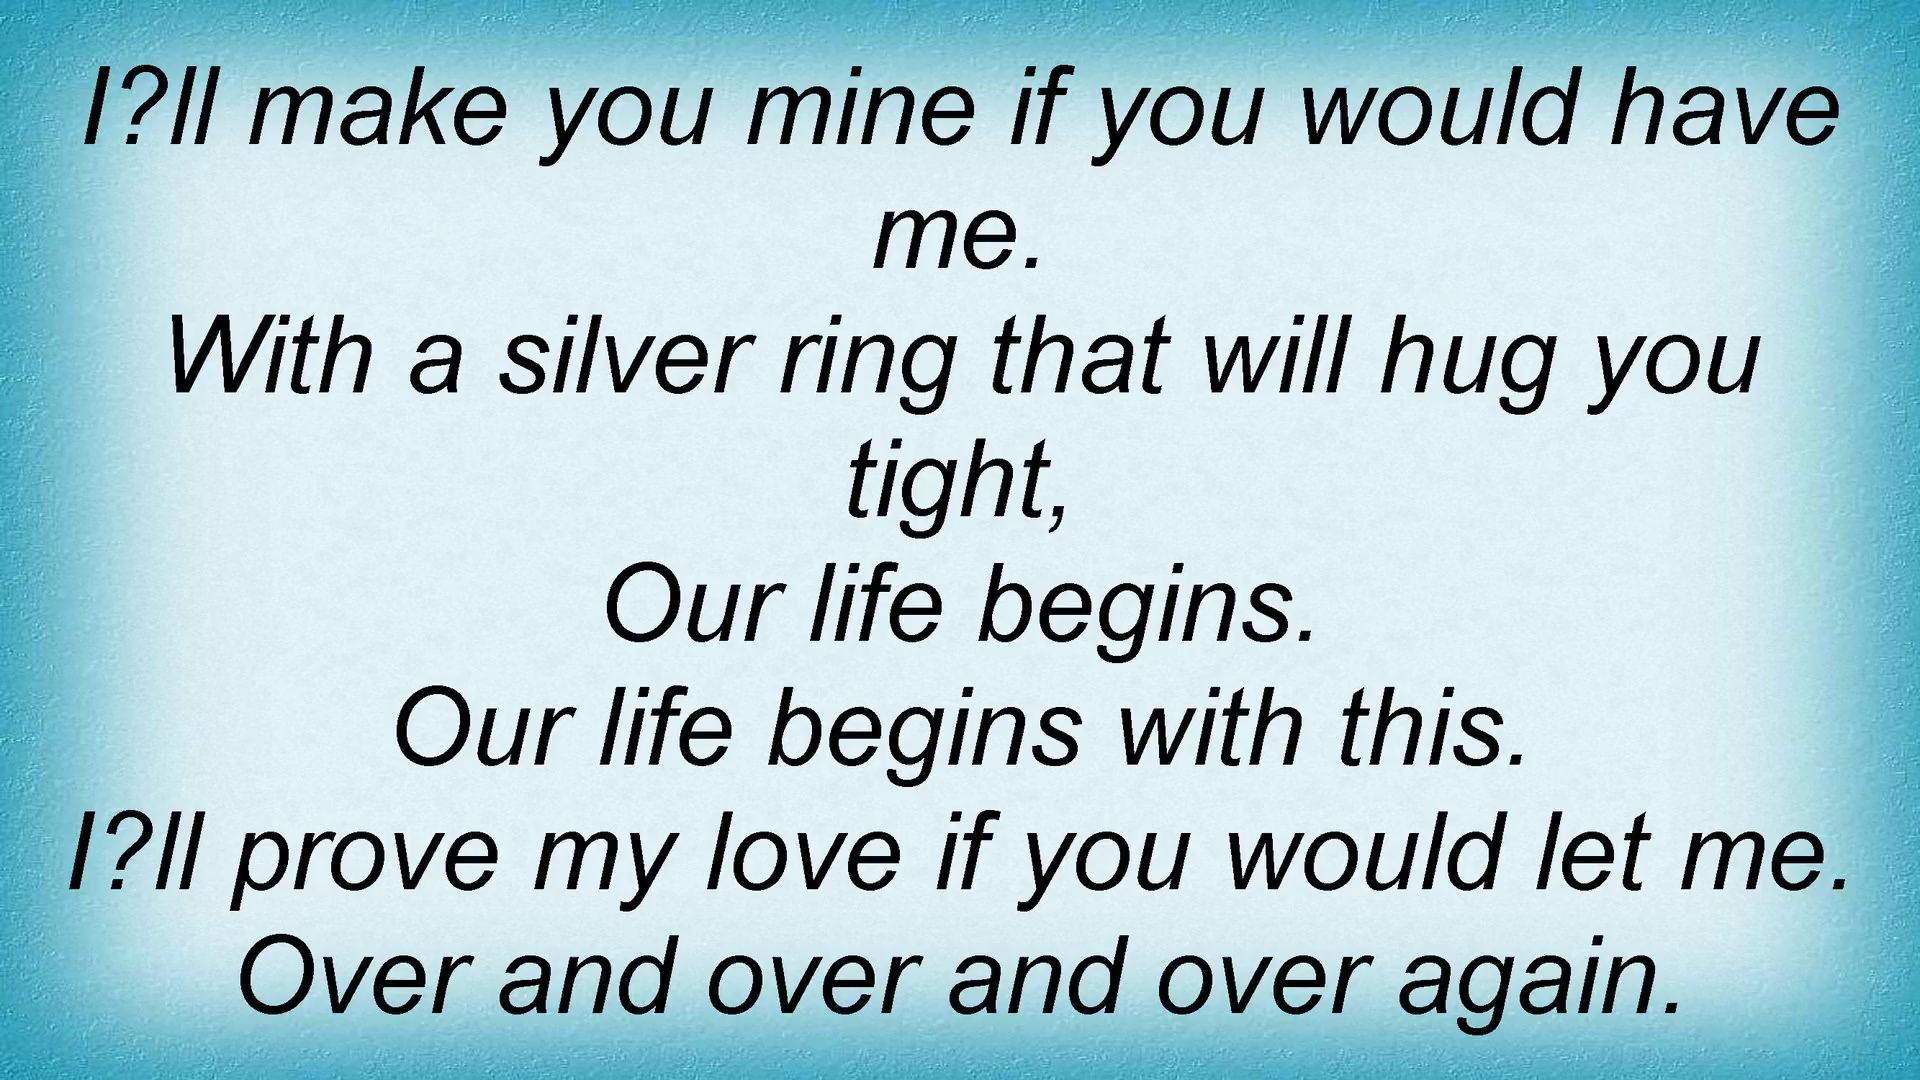 I?ll make you mine if you would have
me.
With a silver ring that will hug you
tight,
Our life begins.
Our life begins with this.
I?ll prove my love if you would let me.
Over and over and over again.